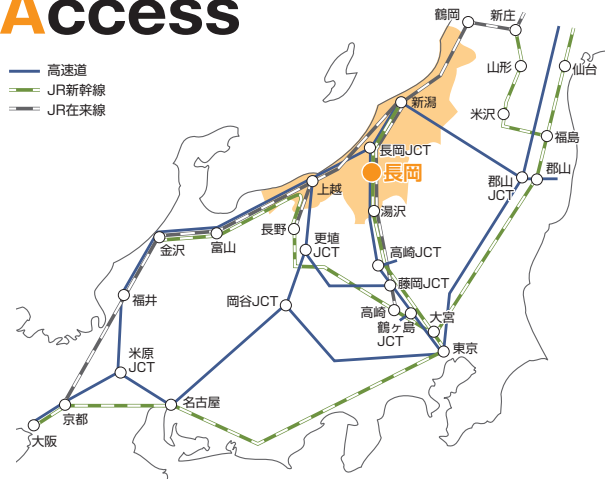 Access
高速道
JR新幹線
JR在来線
鶴岡
新庄
山形
仙台
新潟
米沢
福島
長岡JCT
長岡
郡山
JCT
郡山
上越
湯沢
長野
更埴
JCT
金沢
富山
高崎JCT
藤岡JCT
福井
岡谷JCT
高崎
鶴ヶ島
JCT
大宮
東京
米原
JCT
名古屋
京都
大阪